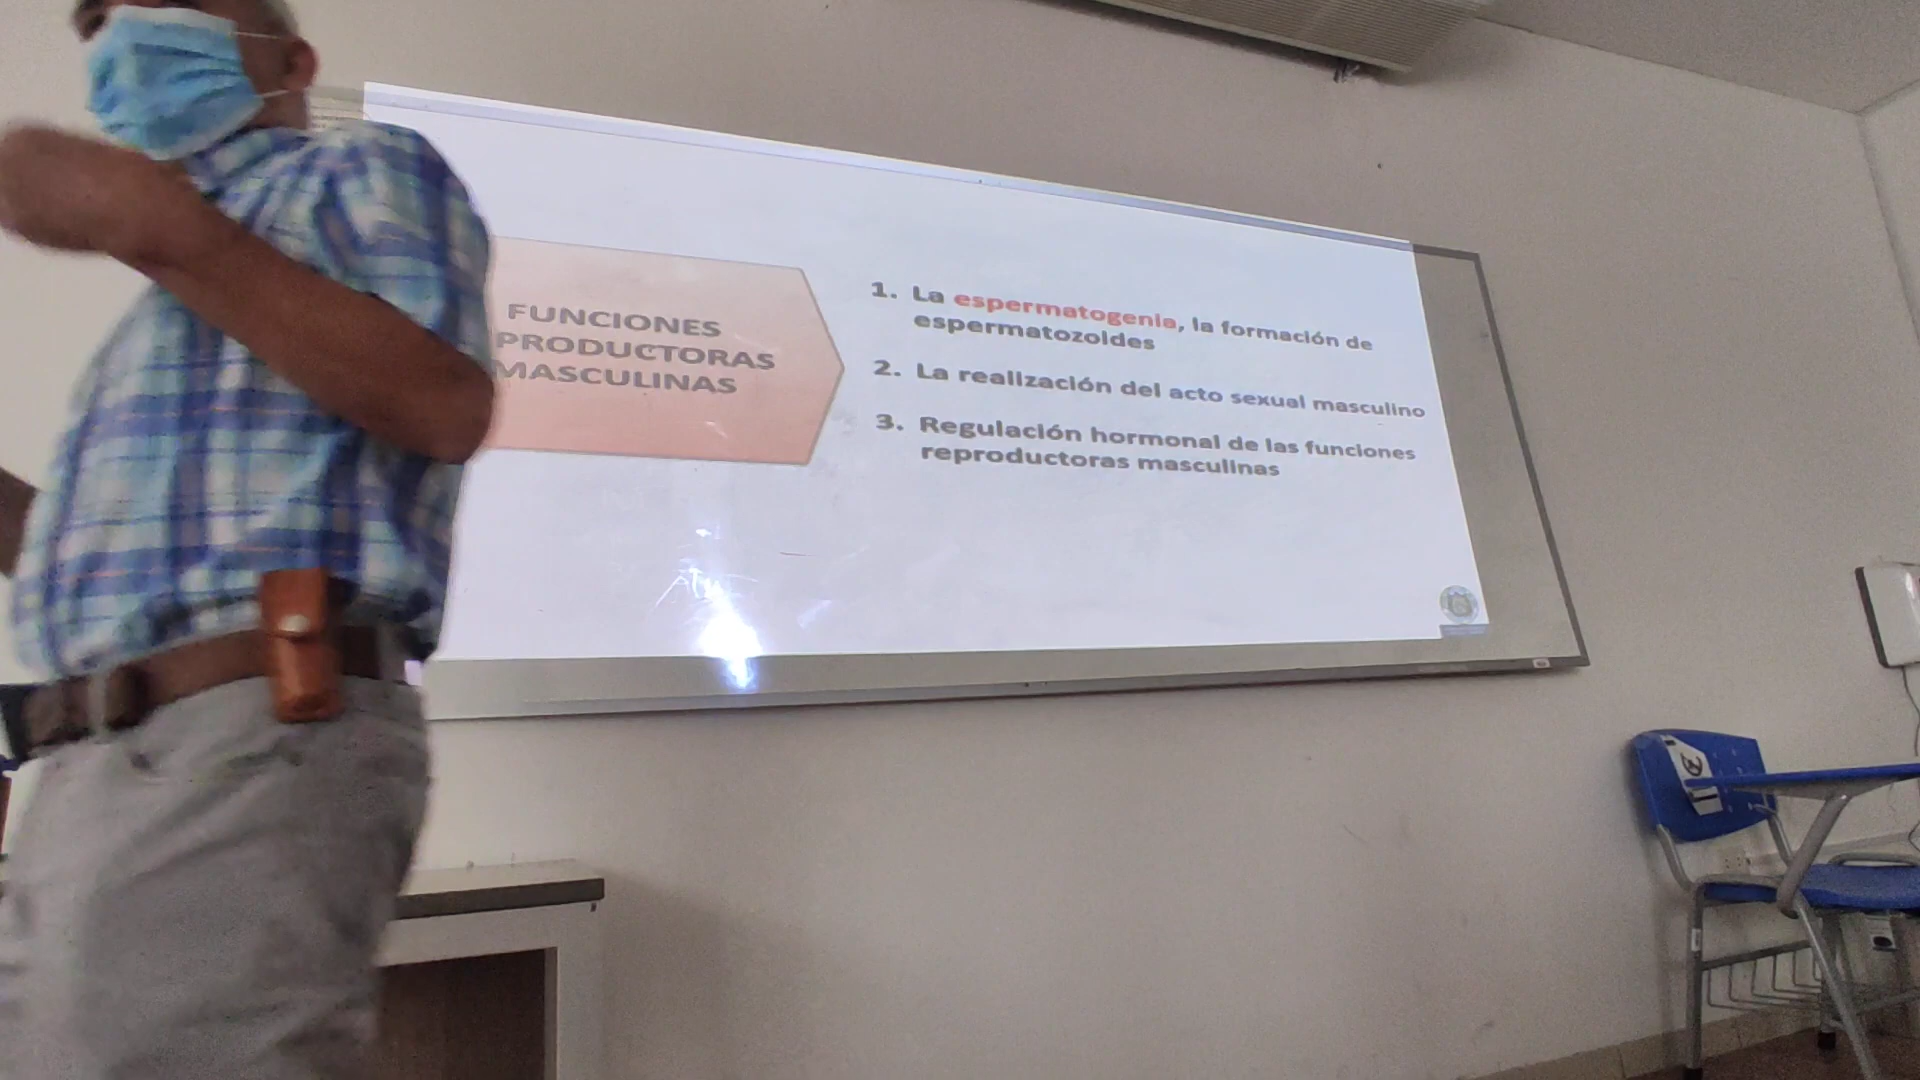 FUNCIONES
PRODUCTORAS
MASCULINAS
1. La espermatogenia, la formación de
espermatozoides
2. La realización del acto sexual masculino
3. Regulación hormonal de las funciones
reproductoras masculinas